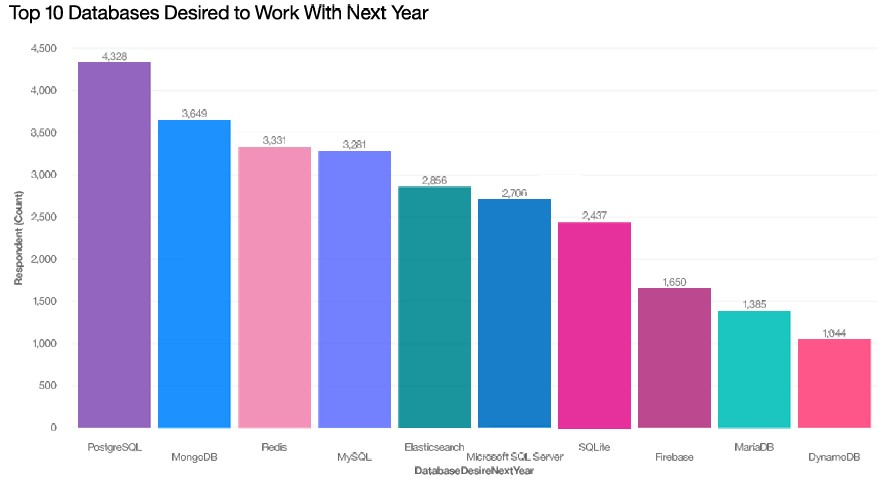 Top 10 Databases Desired to Work With Next Year
4,500
4,000
3,500
3,000
2,500
2,000
1,500
1,000
500
0
Respondent (Count)
4,328
3,649
3,331
3,281
2,856
2,706
2,437
1,650
1,385
1,044
PostgreSQL
MongoDB
Redis
MySQL
Elasticsearch
Microsoft SQL Server
SQLite
Firebase
MariaDB
DynamoDB
DatabaseDesireNextYear